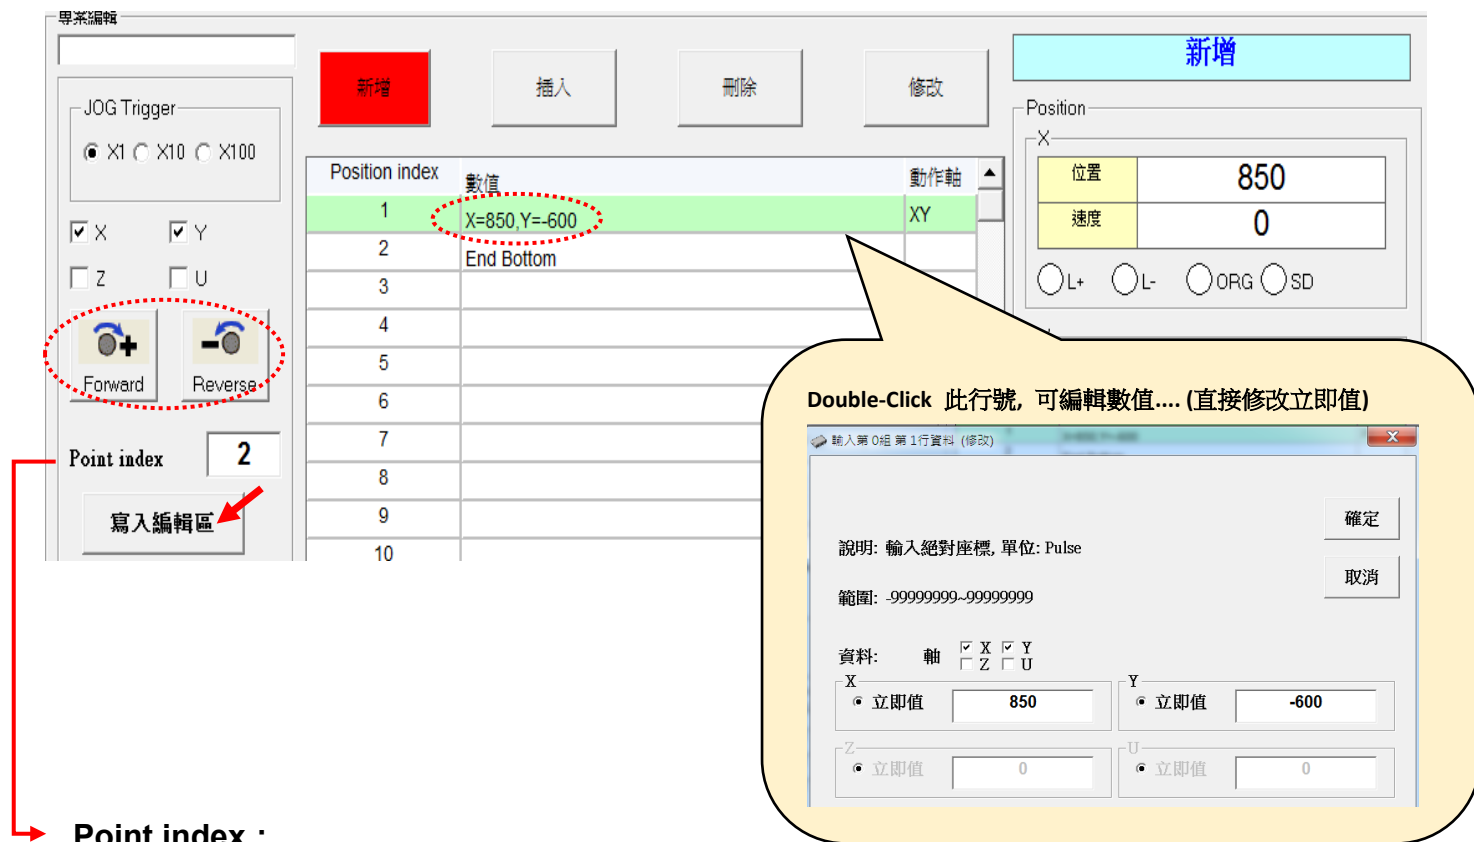 專案編輯
新增
插入
刪除
修改
新增
JOG Trigger
X1 X10 X100
X Y
Z U
Forward Reverse
Point index 2
寫入編輯區
Position index 數值 動作軸
1 X=850,Y=-600 XY
2 End Bottom
3
4
5
6
7
8
9
10
Position
X
位置 850
速度 0
L+ L- ORG SD
Double-Click 此行號, 可編輯數值.... (直接修改立即值)
輸入第 0組 第 1行資料 (修改)
X
確定
說明: 輸入絕對座標, 單位: Pulse
取消
範圍: -99999999~99999999
資料: 軸 X Y
Z U
X
立即值 850
Y
立即值 -600
Z
立即值 0
U
立即值 0
Point index :